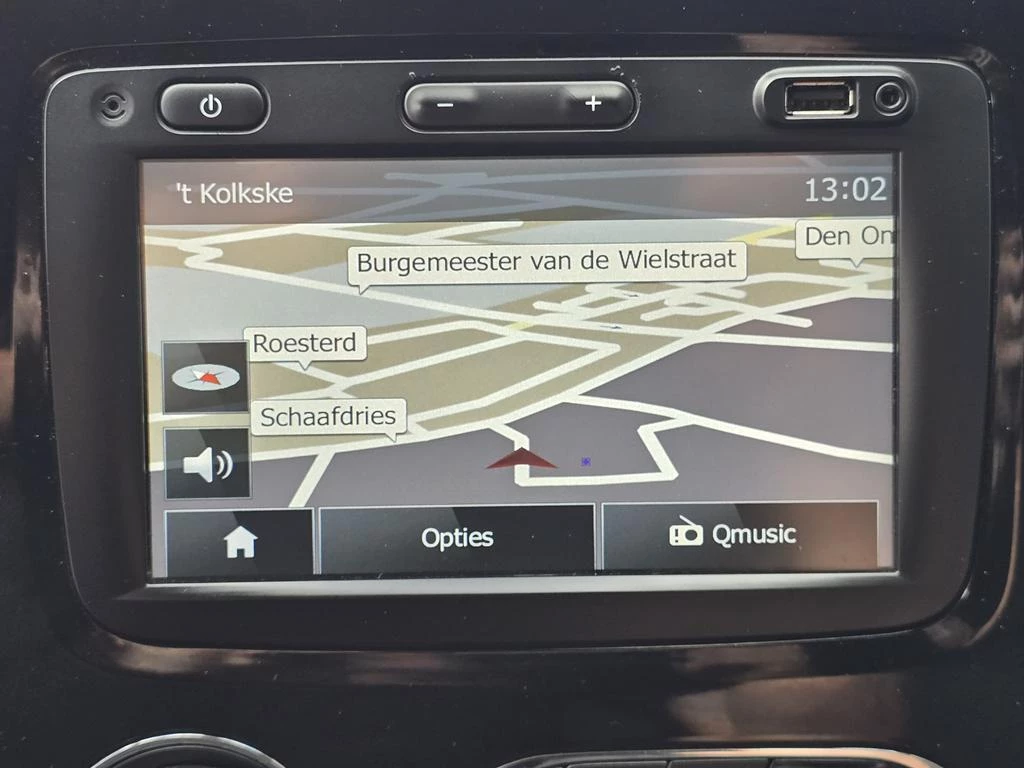 - +
't Kolkske 13:02
Den On
Burgemeester van de Wielstraat
Roesterd
Schaafdries
Opties Qmusic